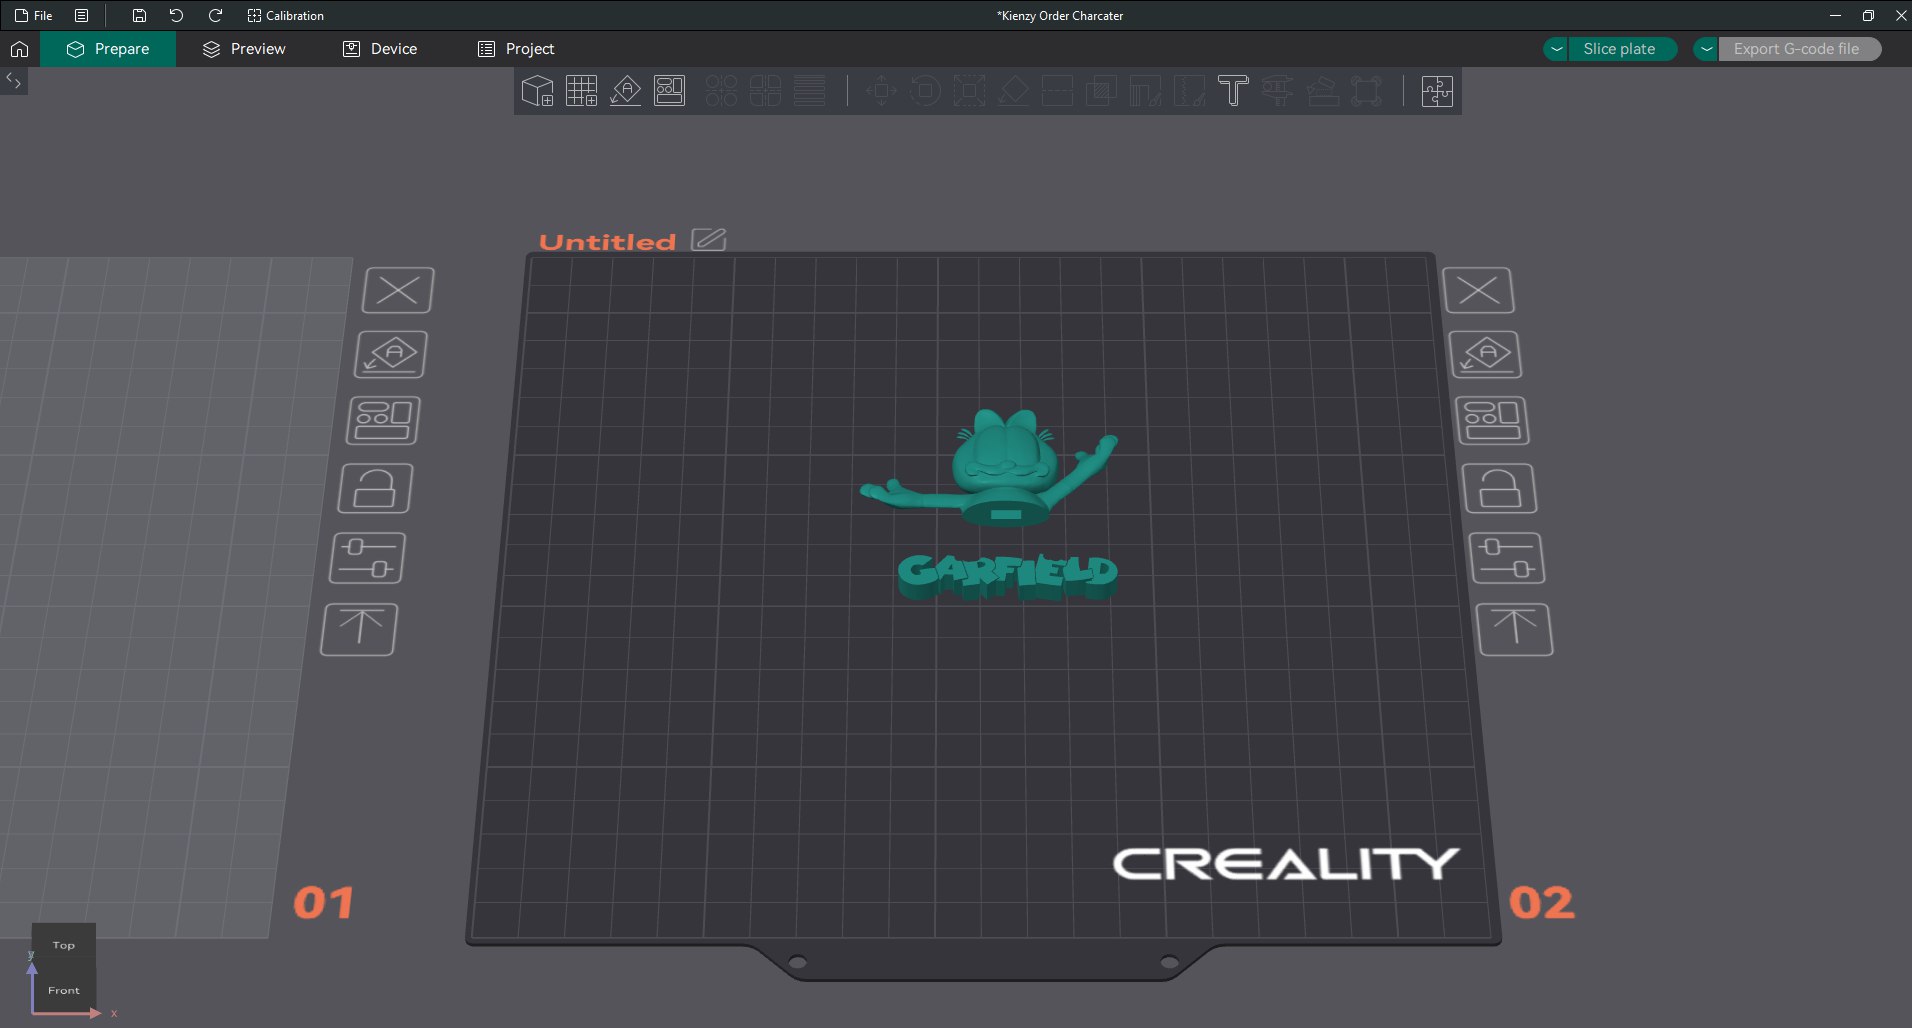 File
Calibration
*Kienzy Order Charcater
Prepare
Preview
Device
Project
Slice plate
Export G-code file
Untitled
GARFIELD
CREALITY
01
02
Top
Front
y
x